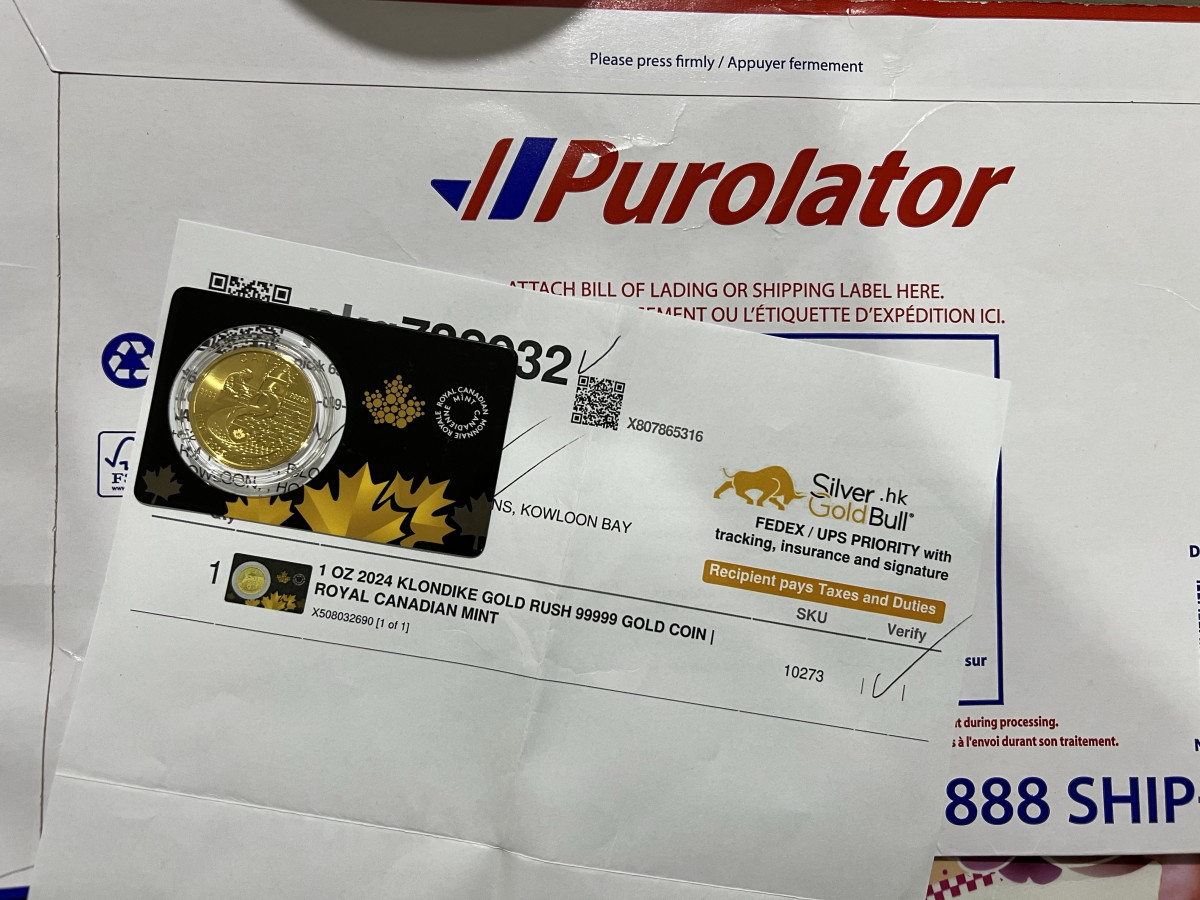 Please press firmly / Appuyer fermement
Purolator
ATTACH BILL OF LADING OR SHIPPING LABEL HERE.
OU L'ÉTIQUETTE D'EXPÉDITION ICI.
32
X807865316
ROYAL CANADIAN MINT
MONNAIE ROYALE CANADIENNE
Silver .hk
GoldBull®
KOWLOON BAY
FEDEX / UPS PRIORITY with
tracking, insurance and signature
Recipient pays Taxes and Duties
SKU
Verify
1
1 OZ 2024 KLONDIKE GOLD RUSH 99999 GOLD COIN |
ROYAL CANADIAN MINT
X508032690 [1 of 1]
10273
sur
during processing.
à l'envoi durant son traitement.
888 SHIP-